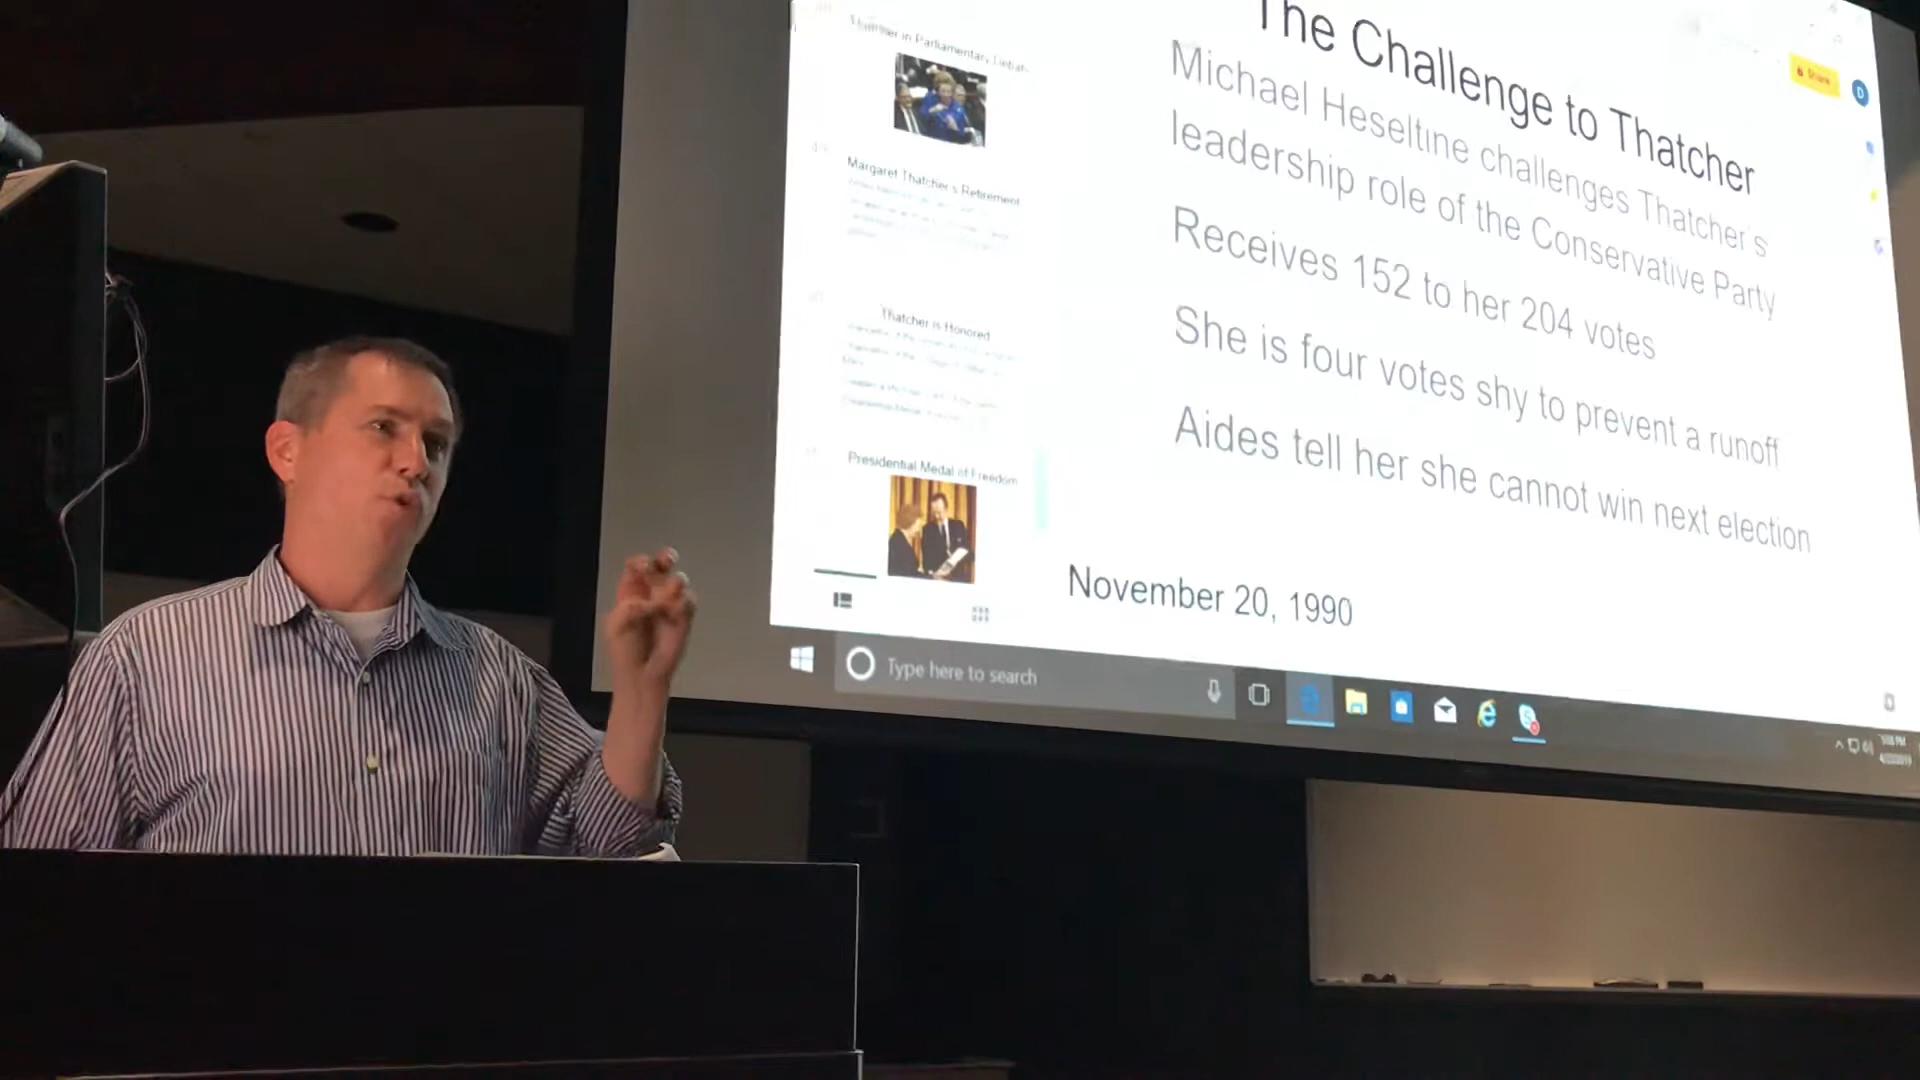 The Challenge to Thatcher
Michael Heseltine challenges Thatcher's
leadership role of the Conservative Party
Receives 152 to her 204 votes
She is four votes shy to prevent a runoff
Aides tell her she cannot win next election
November 20, 1990
in Parliamentary Debate
Margaret Thatcher's Retirement
Thatcher is Honored
Presidential Medal of Freedom
Share
D
Type here to search